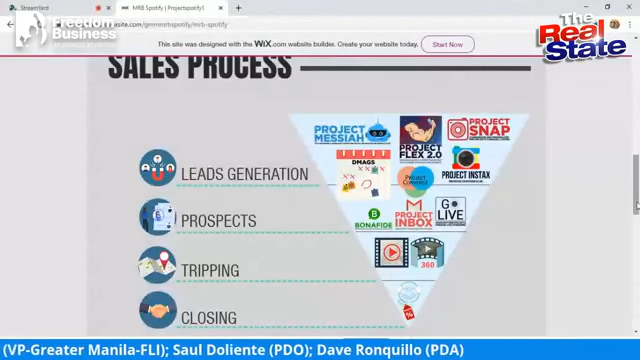 StreamYard
MRB Spotify | Projectspotify1
site.com/gmmmrbspotify/mrb-spotify
Freedom
Business
This site was designed with the WiX.com website builder. Create your website today.
Start Now
The
Real
State
SALES PROCESS
PROJECT
MESSIAH
PROJECT
FLEX 2.0
PROJECT
SNAP
DMAGS
PROJECT
CONVINCE
PROJECT INSTAX
LEADS GENERATION
B
BONAFIDE
PROJECT
INBOX
GO
LIVE
PROSPECTS
360
TRIPPING
%
CLOSING
(VP-Greater Manila-FLI); Saul Doliente (PDO); Dave Ronquillo (PDA)